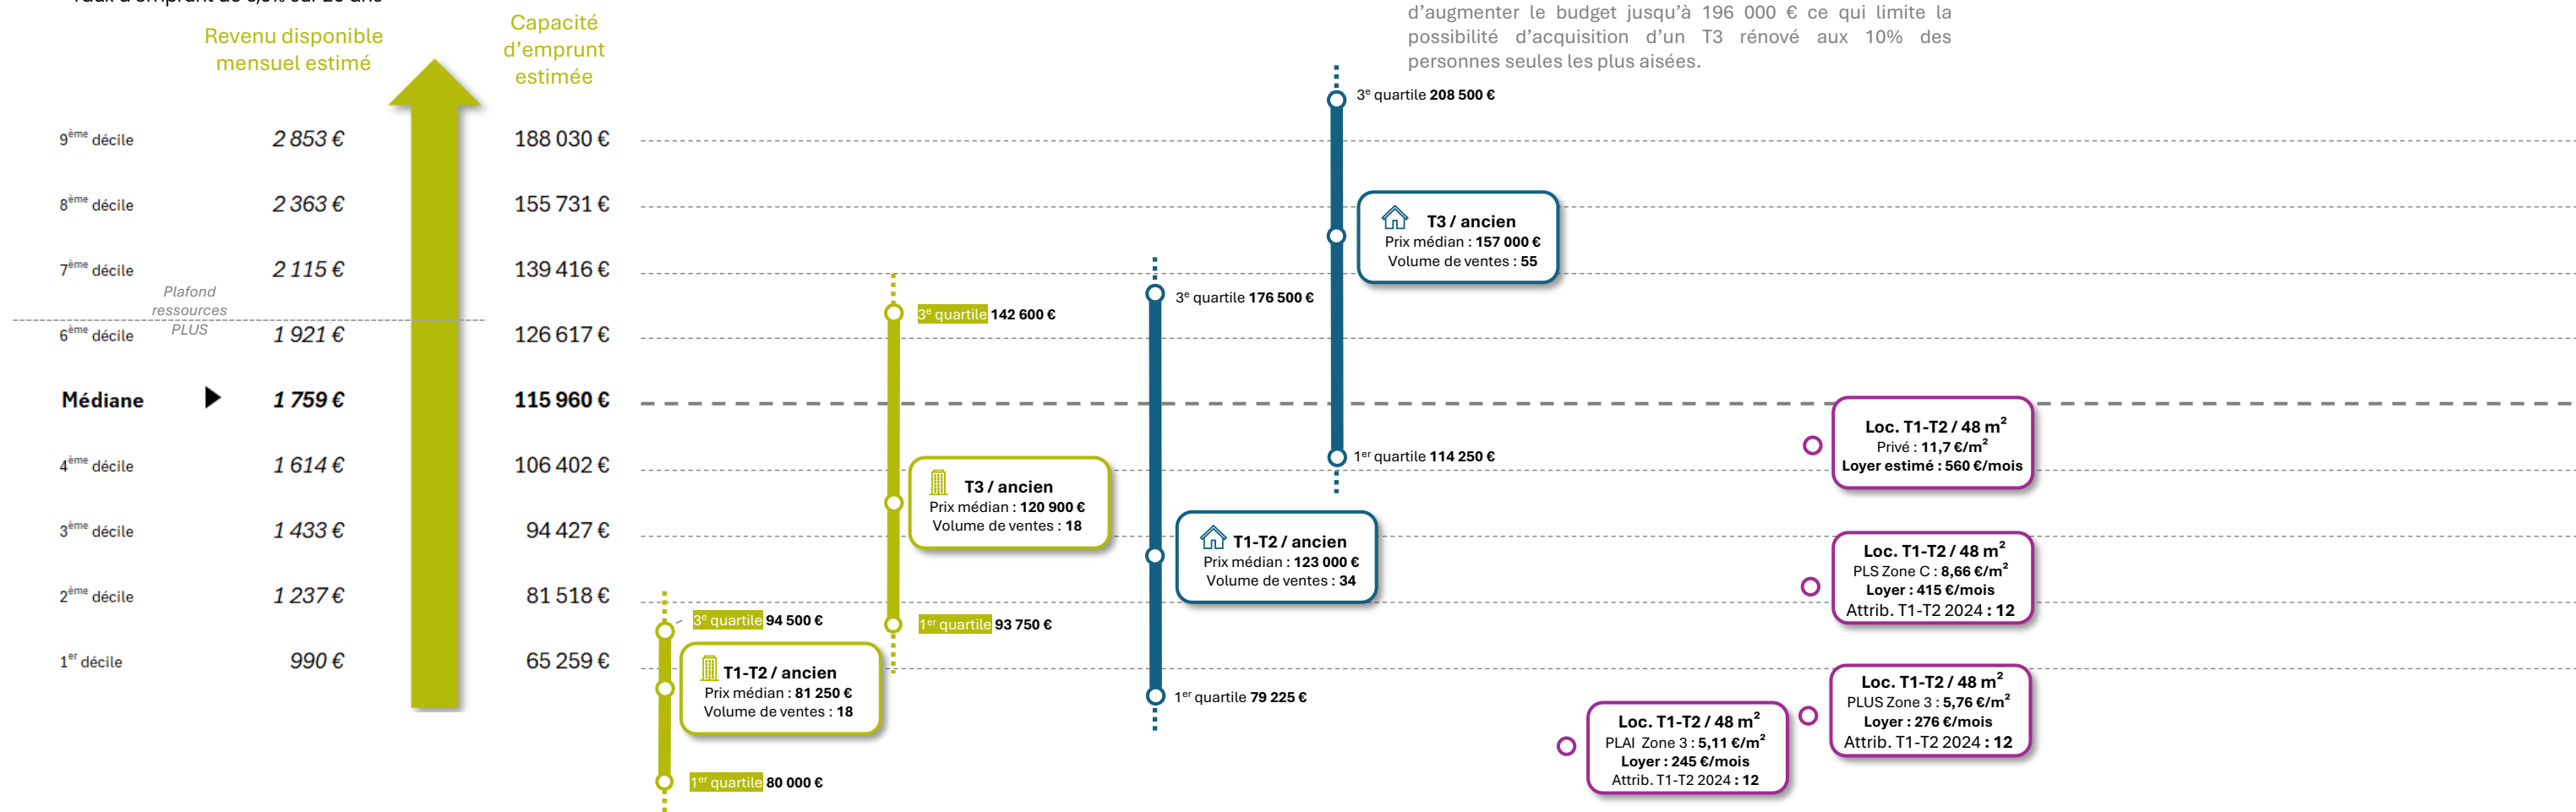 d'augmenter le budget jusqu'à 196 000 € ce qui limite la
possibilité d'acquisition d'un T3 rénové aux 10% des
personnes seules les plus aisées.
Revenu disponible
mensuel estimé
Capacité
d'emprunt
estimée
9ème décile 2 853 € 188 030 €
8ème décile 2 363 € 155 731 €
7ème décile 2 115 € 139 416 €
Plafond
ressources
PLUS
6ème décile 1 921 € 126 617 €
Médiane 1 759 € 115 960 €
4ème décile 1 614 € 106 402 €
3ème décile 1 433 € 94 427 €
2ème décile 1 237 € 81 518 €
1er décile 990 € 65 259 €
3e quartile 94 500 €
T1-T2 / ancien
Prix médian : 81 250 €
Volume de ventes : 18
1er quartile 80 000 €
3e quartile 142 600 €
T3 / ancien
Prix médian : 120 900 €
Volume de ventes : 18
1er quartile 93 750 €
3e quartile 176 500 €
T1-T2 / ancien
Prix médian : 123 000 €
Volume de ventes : 34
1er quartile 79 225 €
3e quartile 208 500 €
T3 / ancien
Prix médian : 157 000 €
Volume de ventes : 55
1er quartile 114 250 €
Loc. T1-T2 / 48 m²
Privé : 11,7 €/m²
Loyer estimé : 560 €/mois
Loc. T1-T2 / 48 m²
PLS Zone C : 8,66 €/m²
Loyer : 415 €/mois
Attrib. T1-T2 2024 : 12
Loc. T1-T2 / 48 m²
PLUS Zone 3 : 5,76 €/m²
Loyer : 276 €/mois
Attrib. T1-T2 2024 : 12
Loc. T1-T2 / 48 m²
PLAI Zone 3 : 5,11 €/m²
Loyer : 245 €/mois
Attrib. T1-T2 2024 : 12